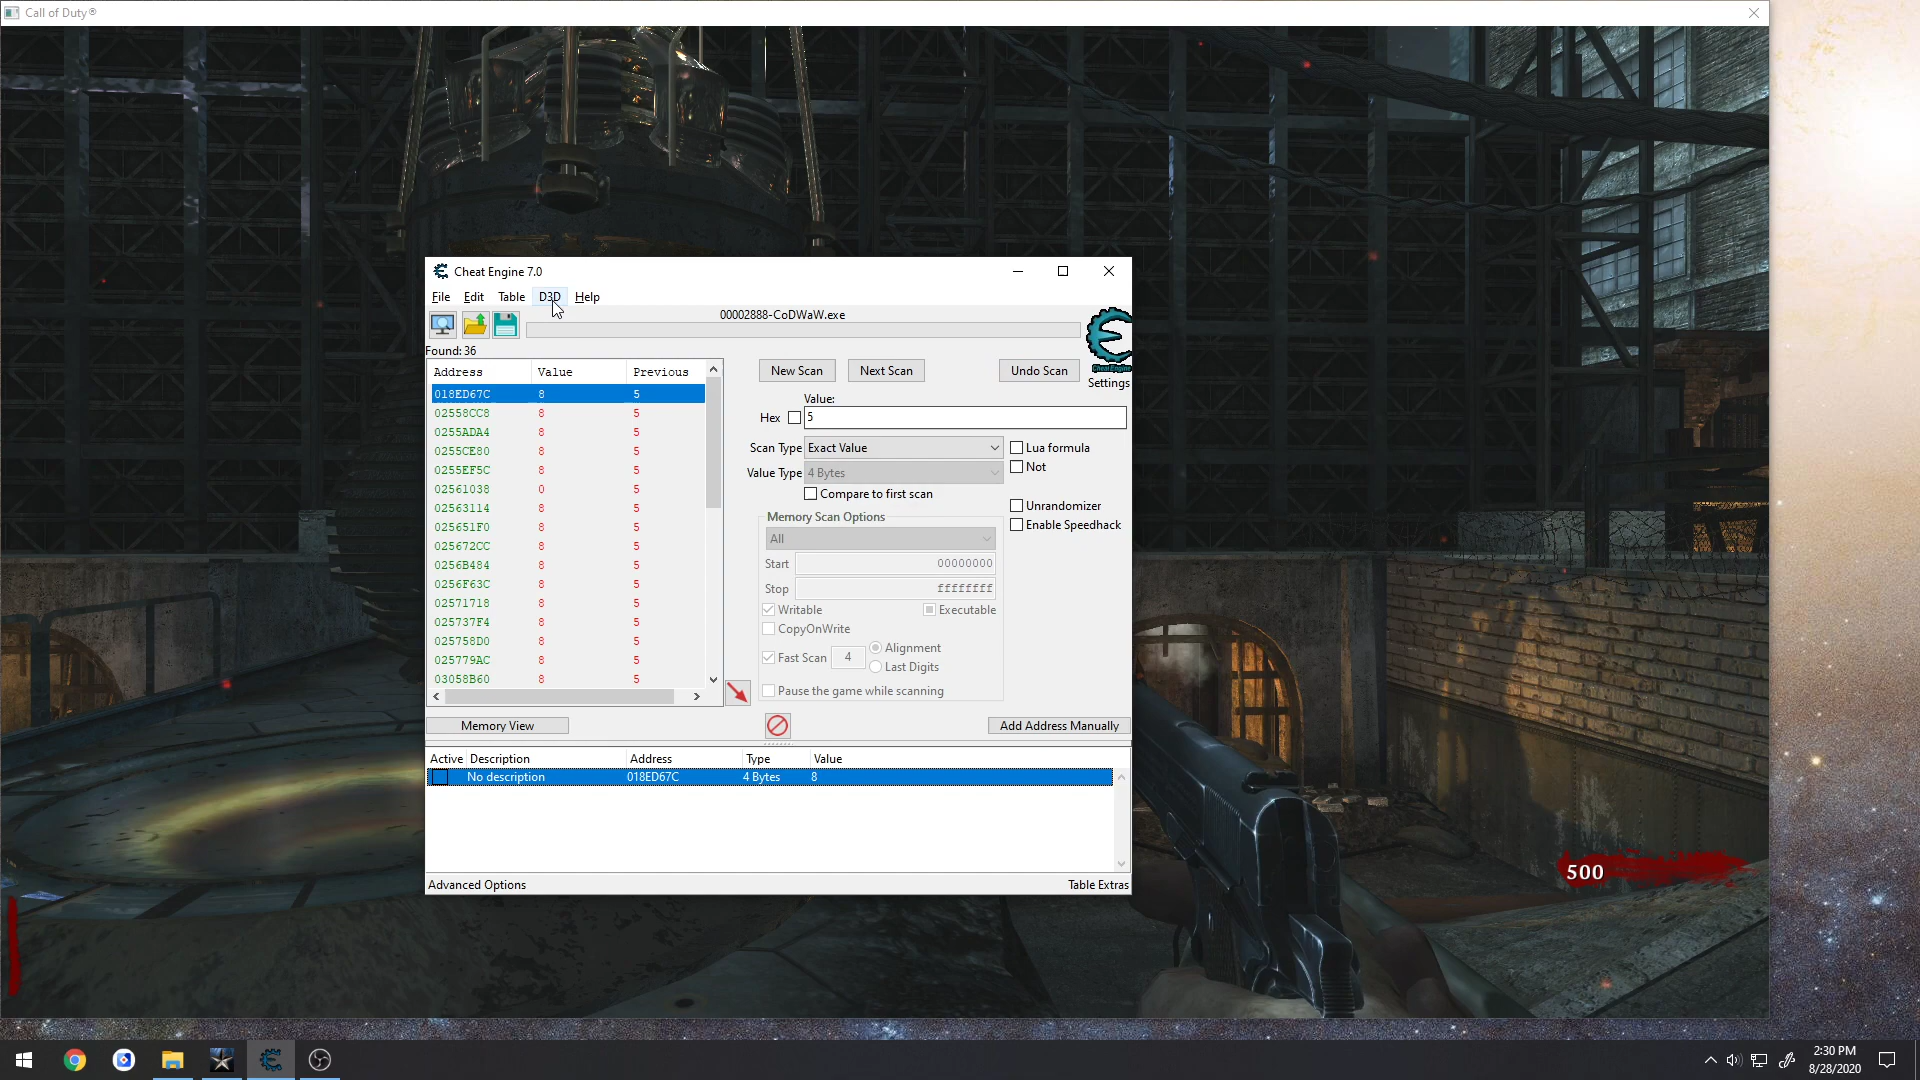 Call of Duty®
Cheat Engine 7.0
File Edit Table D3D Help
00002888-CoDWaW.exe
Found: 36
Address Value Previous
018ED67C 8 5
02558CC8 8 5
0255ADA4 8 5
0255CE80 8 5
0255EF5C 8 5
02561038 0 5
02563114 8 5
025651F0 8 5
025672CC 8 5
0256B484 8 5
0256F63C 8 5
02571718 8 5
025737F4 8 5
025758D0 8 5
025779AC 8 5
03058B60 8 5
New Scan Next Scan Undo Scan
Cheat Engine
Settings
Value:
Hex 5
Scan Type Exact Value
Lua formula
Not
Value Type 4 Bytes
Compare to first scan
Unrandomizer
Enable Speedhack
Memory Scan Options
All
Start 00000000
Stop ffffffff
Writable Executable
CopyOnWrite
Fast Scan 4 Alignment
Last Digits
Pause the game while scanning
Memory View Add Address Manually
Active Description Address Type Value
No description 018ED67C 4 Bytes 8
Advanced Options Table Extras
500
2:30 PM
8/28/2020